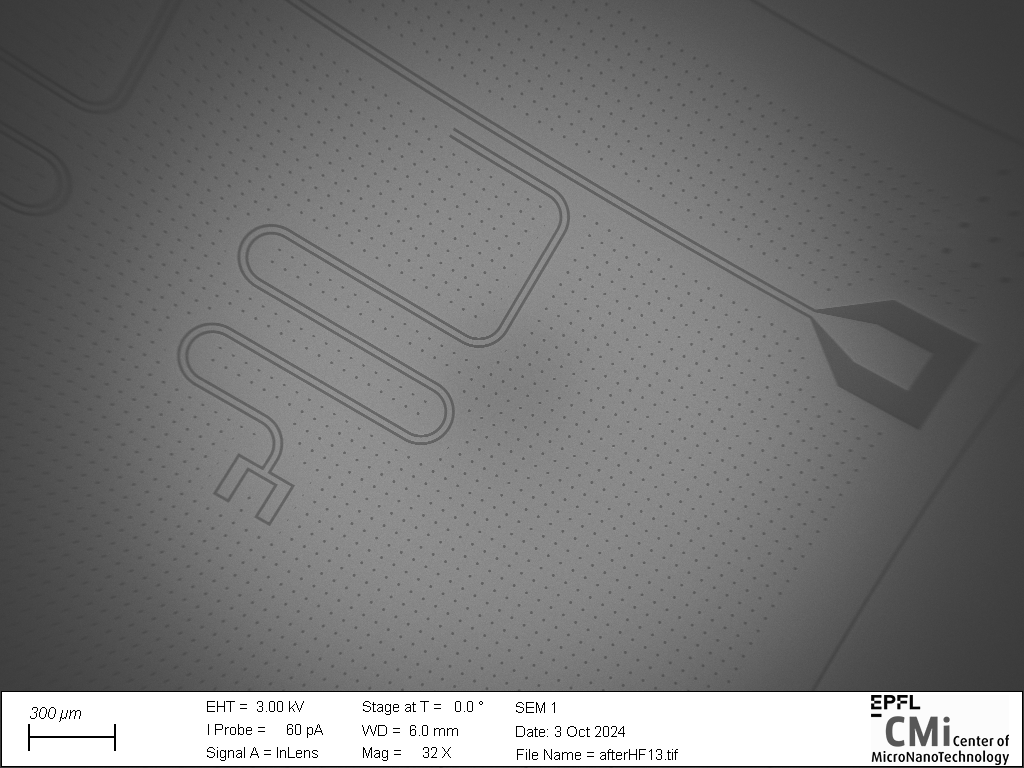 300 µm
EHT = 3.00 kV
I Probe = 60 pA
Signal A = InLens
Stage at T = 0.0 °
WD = 6.0 mm
Mag = 32 X
SEM 1
Date: 3 Oct 2024
File Name = afterHF13.tif
EPFL
CMi Center of
MicroNanoTechnology